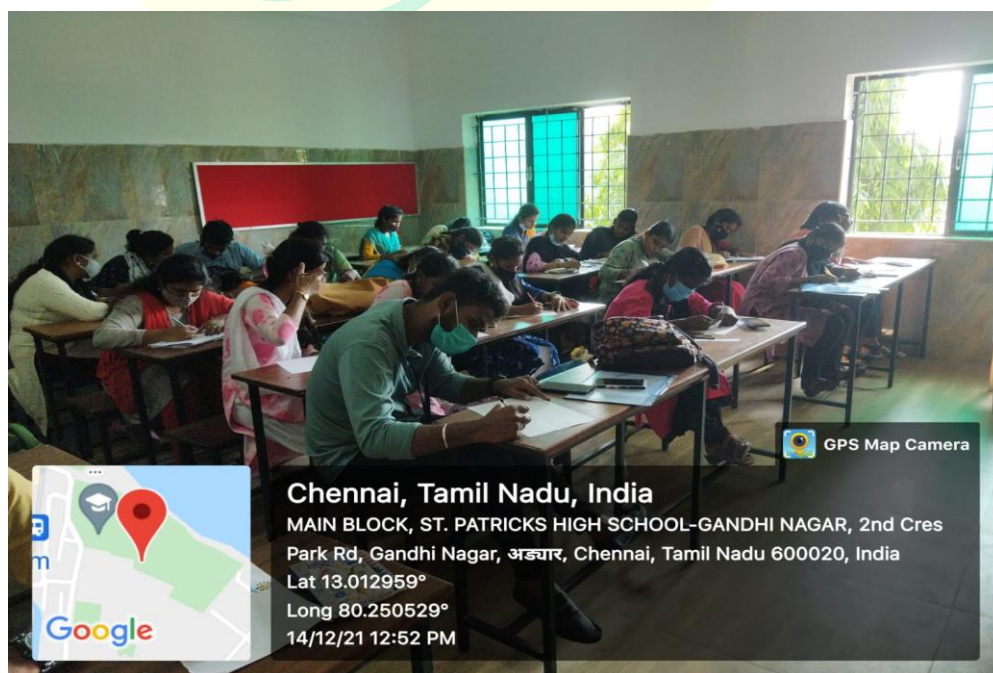 GPS Map Camera
Chennai, Tamil Nadu, India
MAIN BLOCK, ST. PATRICKS HIGH SCHOOL-GANDHI NAGAR, 2nd Cres
Park Rd, Gandhi Nagar, अड्यार, Chennai, Tamil Nadu 600020, India
Lat 13.012959°
Long 80.250529°
14/12/21 12:52 PM
m
Google